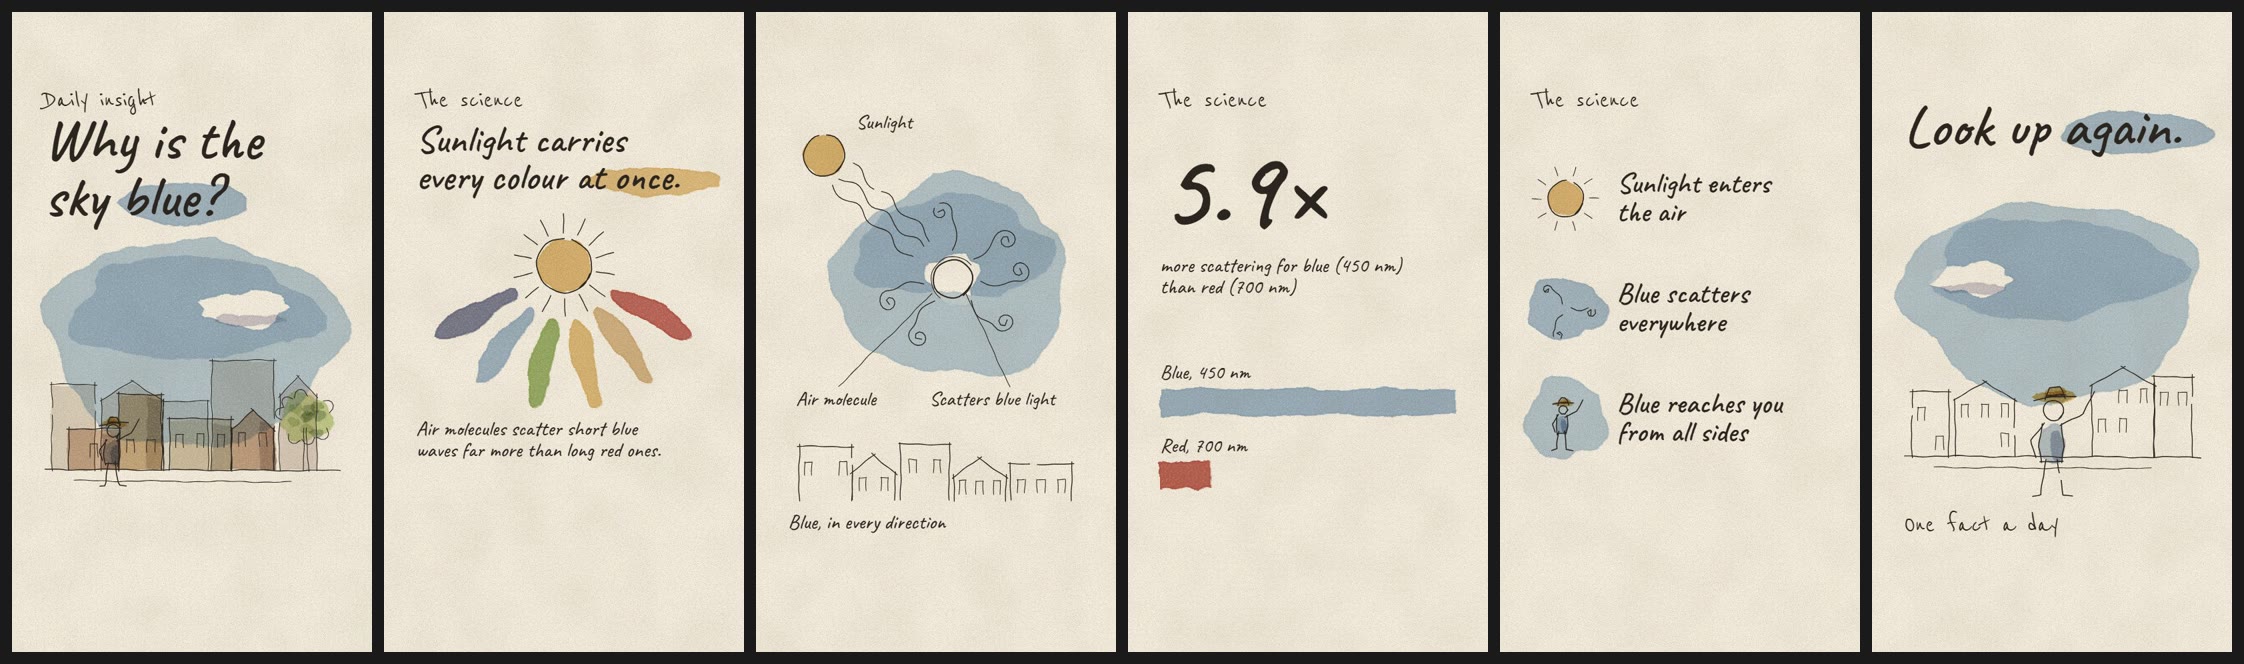 Daily insight
Why is the
sky blue?
The science
Sunlight carries
every colour at once.
Air molecules scatter short blue
waves far more than long red ones.
Sunlight
Air molecule
Scatters blue light
Blue, in every direction
The science
5.9x
more scattering for blue (450 nm)
than red (700 nm)
Blue, 450 nm
Red, 700 nm
The science
Sunlight enters
the air
Blue scatters
everywhere
Blue reaches you
from all sides
Look up again.
One fact a day